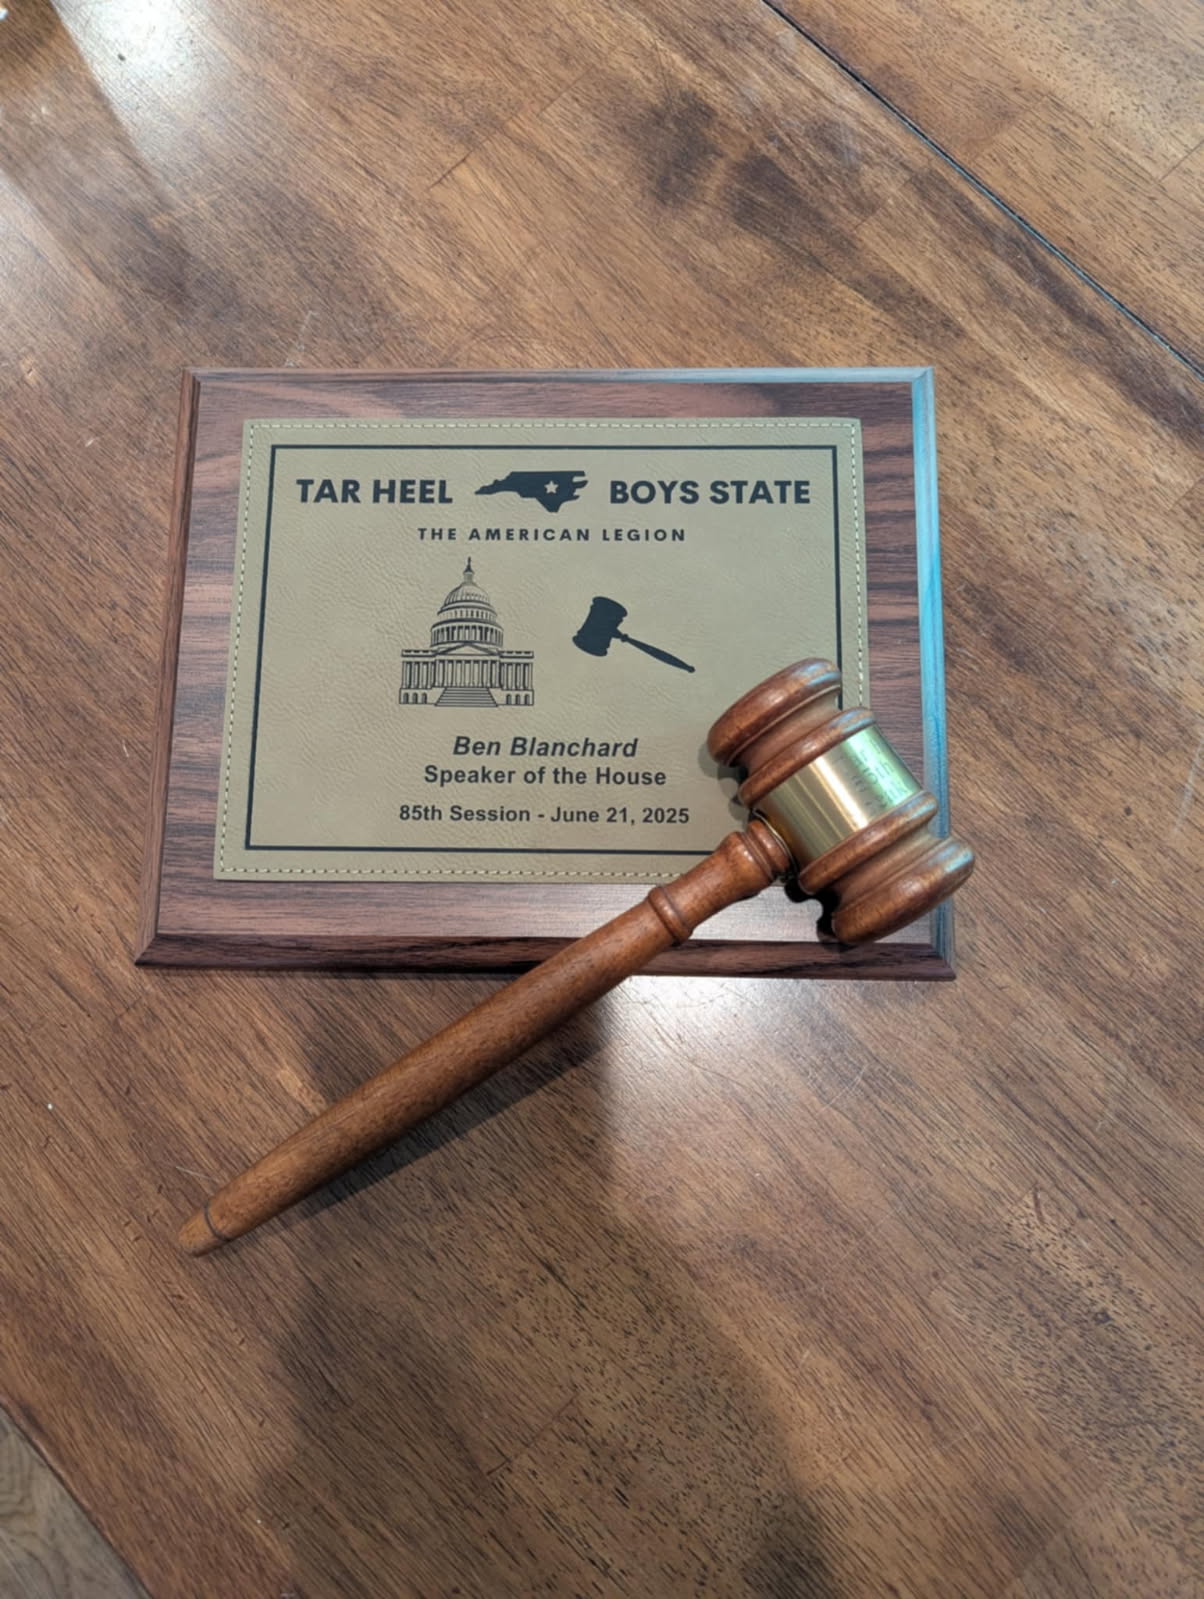 TAR HEEL BOYS STATE
THE AMERICAN LEGION
Ben Blanchard
Speaker of the House
85th Session - June 21, 2025